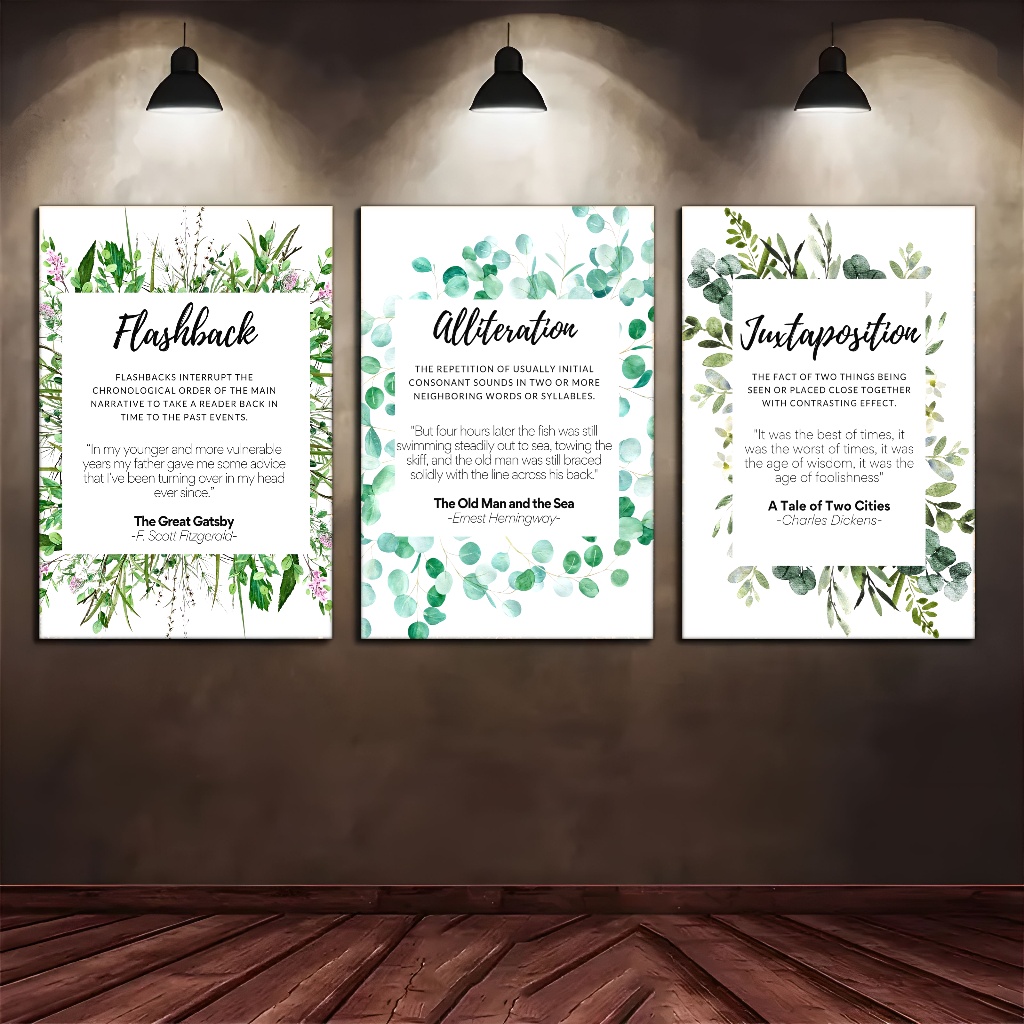 Flashback
FLASHBACKS INTERRUPT THE
CHRONOLOGICAL ORDER OF THE MAIN
NARRATIVE TO TAKE A READER BACK IN
TIME TO THE PAST EVENTS.
"In my younger and more vulnerable
years my father gave me some advice
that I've been turning over in my head
ever since."
The Great Gatsby
-F. Scott Fitzgerald-
Alliteration
THE REPETITION OF USUALLY INITIAL
CONSONANT SOUNDS IN TWO OR MORE
NEIGHBORING WORDS OR SYLLABLES.
"But four hours later the fish was still
swimming steadily out to sea, towing the
skiff, and the old man was still braced
solidly with the line across his back."
The Old Man and the Sea
-Ernest Hemingway-
Juxtaposition
THE FACT OF TWO THINGS BEING
SEEN OR PLACED CLOSE TOGETHER
WITH CONTRASTING EFFECT.
"It was the best of times, it
was the worst of times, it was
the age of wisdom, it was the
age of foolishness"
A Tale of Two Cities
-Charles Dickens-